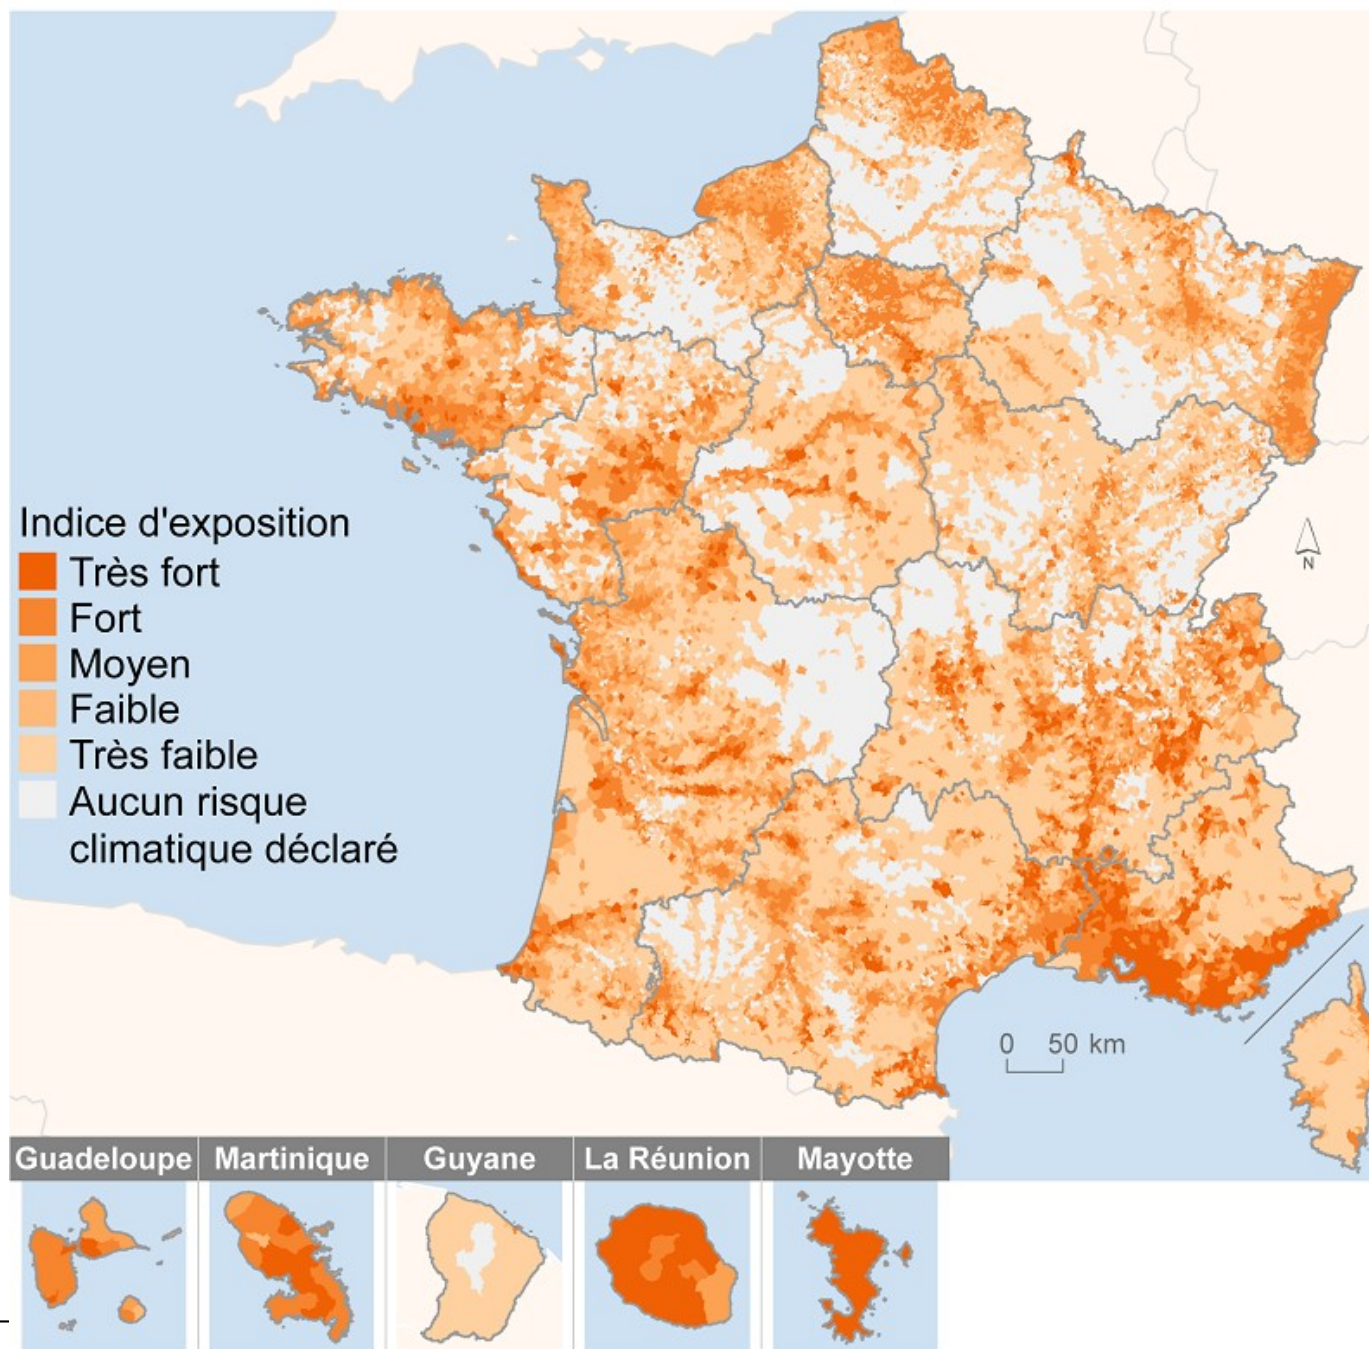 Indice d'exposition
Très fort
Fort
Moyen
Faible
Très faible
Aucun risque
climatique déclaré
N
0 50 km
Guadeloupe Martinique Guyane La Réunion Mayotte